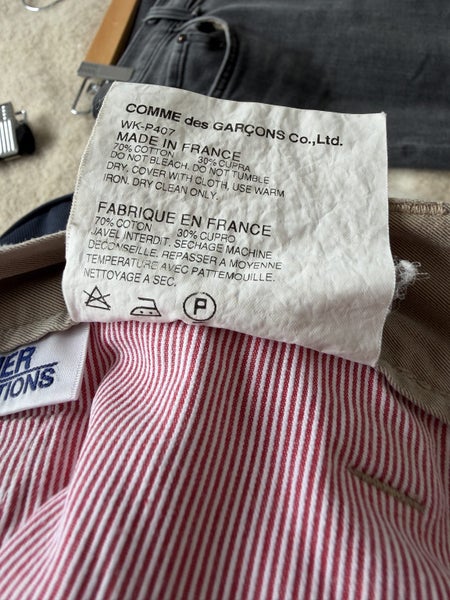 COMME des GARÇONS Co.,Ltd.
WK-P407
MADE IN FRANCE
70% COTTON 30% CUPRA
DO NOT BLEACH. DO NOT TUMBLE
DRY. COVER WITH CLOTH, USE WARM
IRON. DRY CLEAN ONLY.
FABRIQUE EN FRANCE
70% COTON 30% CUPRO
JAVEL INTERDIT. SECHAGE MACHINE
DECONSEILLE. REPASSER A MOYENNE
TEMPERATURE AVEC PATTEMOUILLE.
NETTOYAGE A SEC.
P